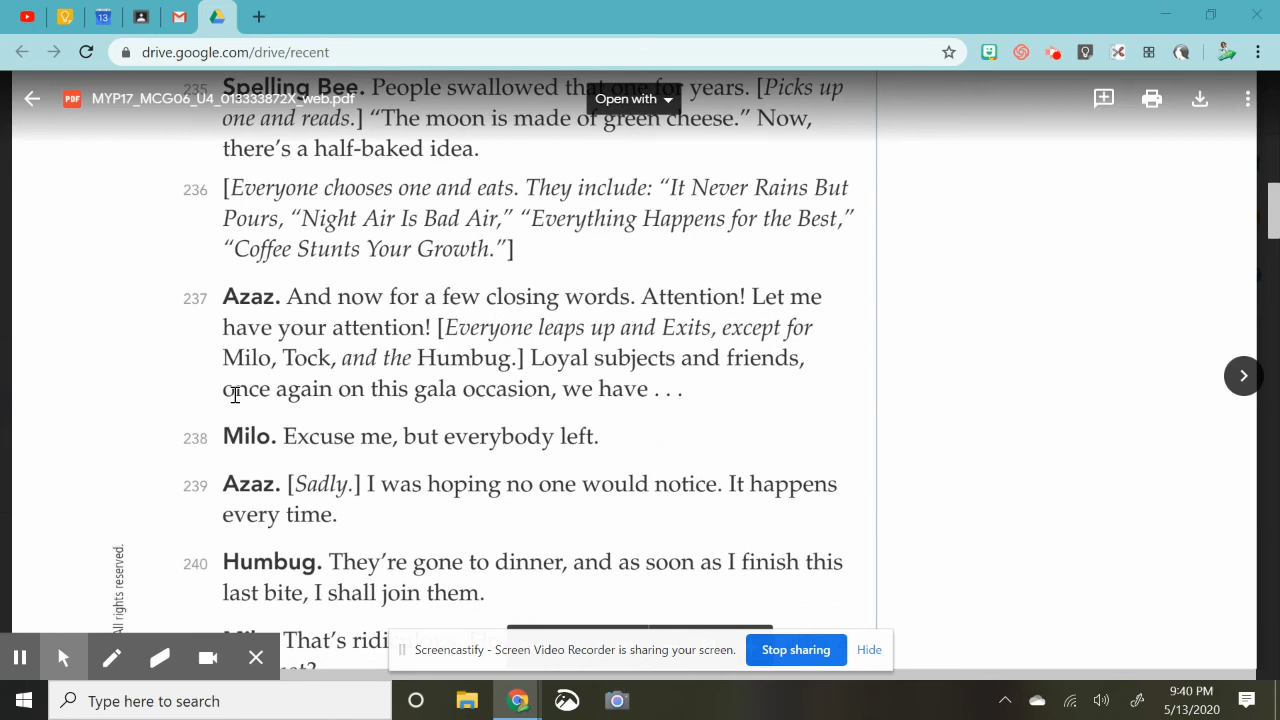 drive.google.com/drive/recent
235 Spelling Bee. People swallowed that one for years. [Picks up
MYP17_MCG06_U4_013333872X_web.pdf
Open with
one and reads.] “The moon is made of green cheese.” Now,
there’s a half-baked idea.
236 [Everyone chooses one and eats. They include: “It Never Rains But
Pours, “Night Air Is Bad Air,” “Everything Happens for the Best,”
“Coffee Stunts Your Growth.”]
237 Azaz. And now for a few closing words. Attention! Let me
have your attention! [Everyone leaps up and Exits, except for
Milo, Tock, and the Humbug.] Loyal subjects and friends,
once again on this gala occasion, we have . . .
238 Milo. Excuse me, but everybody left.
239 Azaz. [Sadly.] I was hoping no one would notice. It happens
every time.
240 Humbug. They’re gone to dinner, and as soon as I finish this
last bite, I shall join them.
All rights reserved.
That’s
Screencastify - Screen Video Recorder is sharing your screen.
Stop sharing
Hide
Type here to search
9:40 PM
5/13/2020